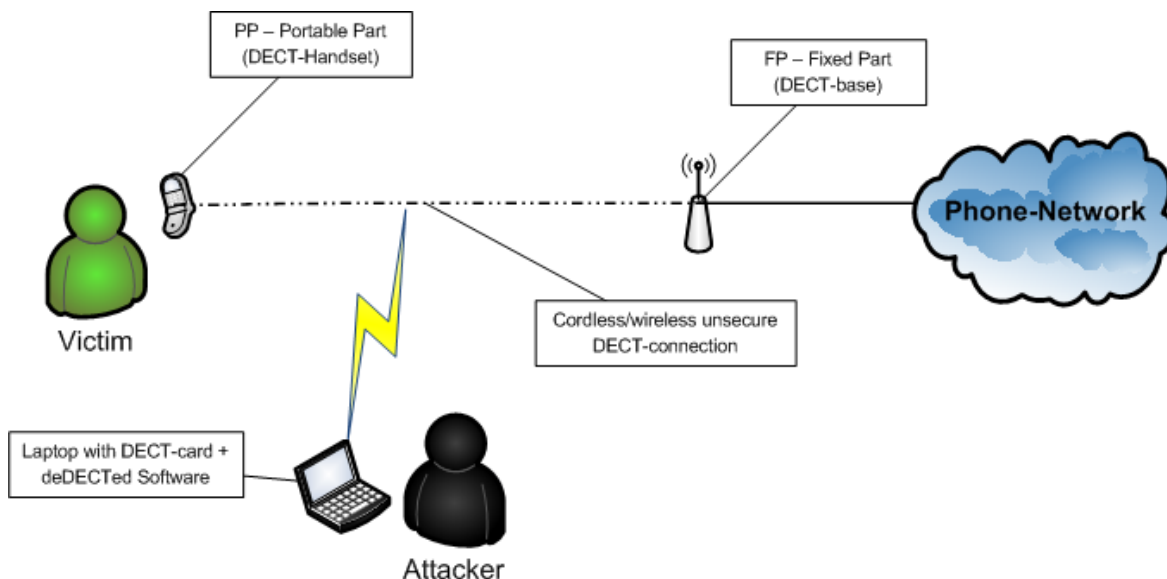 PP – Portable Part
(DECT-Handset)
FP – Fixed Part
(DECT-base)
Phone-Network
Victim
Cordless/wireless unsecure
DECT-connection
Laptop with DECT-card +
deDECTed Software
Attacker